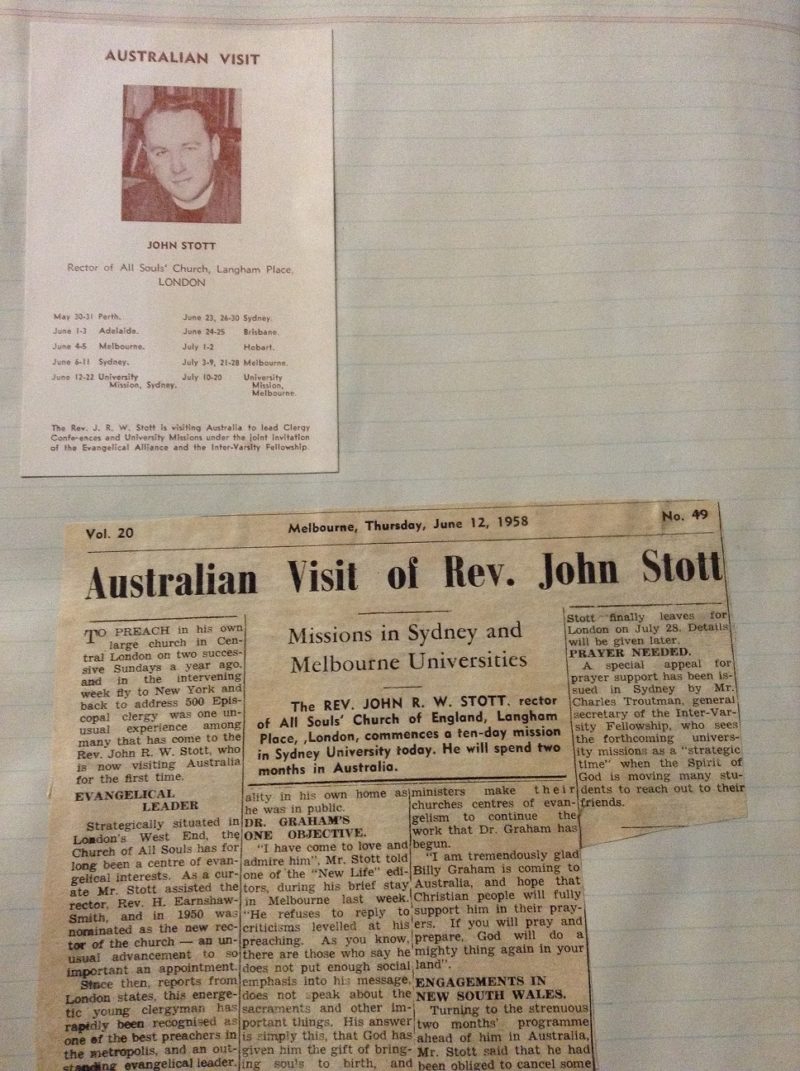 AUSTRALIAN VISIT
JOHN STOTT
Rector of All Souls' Church, Langham Place,
LONDON
May 30-31 Perth.
June 1-3 Adelaide.
June 4-5 Melbourne.
June 6-11 Sydney.
June 12-22 University
Mission, Sydney.
June 23, 26-30 Sydney.
June 24-25 Brisbane.
July 1-2 Hobart.
July 3-9, 21-28 Melbourne.
July 10-20 University
Mission,
Melbourne.
The Rev. J. R. W. Stott is visiting Australia to lead Clergy
Conferences and University Missions under the joint invitation
of the Evangelical Alliance and the Inter-Varsity Fellowship.
Vol. 20 Melbourne, Thursday, June 12, 1958 No. 49
Australian Visit of Rev. John Stott
TO PREACH in his own
large church in Cen-
tral London on two succes-
sive Sundays a year ago,
and in the intervening
week fly to New York and
back to address 500 Epis-
copal clergy was one un-
usual experience among
many that has come to the
Rev. John R. W. Stott, who
is now visiting Australia
for the first time.
EVANGELICAL
LEADER
Strategically situated in
London's West End, the
Church of All Souls has for
long been a centre of evan-
gelical interests. As a cur-
ate Mr. Stott assisted the
rector, Rev. H. Earnshaw-
Smith, and in 1950 was
nominated as the new rec-
tor of the church — an un-
usual advancement to so
important an appointment.
Since then, reports from
London states, this energe-
tic young clergyman has
rapidly been recognised as
one of the best preachers in
the metropolis, and an out-
standing evangelical leader.
Missions in Sydney and
Melbourne Universities
The REV. JOHN R. W. STOTT, rector
of All Souls' Church of England, Langham
Place, ,London, commences a ten-day mission
in Sydney University today. He will spend two
months in Australia.
ality in his own home as
he was in public.
DR. GRAHAM'S
ONE OBJECTIVE.
"I have come to love and
admire him", Mr. Stott told
one of the "New Life" edi-
tors, during his brief stay
in Melbourne last week.
"He refuses to reply to
criticisms levelled at his
preaching. As you know,
there are those who say he
does not put enough social
emphasis into his message,
does not speak about the
sacraments and other im-
portant things. His answer
is simply this, that God has
given him the gift of bring-
ing souls to birth, and
ministers make their
churches centres of evan-
gelism to continue the
work that Dr. Graham has
begun.
"I am tremendously glad
Billy Graham is coming to
Australia, and hope that
Christian people will fully
support him in their pray-
ers. If you will pray and
prepare, God will do a
mighty thing again in your
land".
ENGAGEMENTS IN
NEW SOUTH WALES.
Turning to the strenuous
two months' programme
ahead of him in Australia,
Mr. Stott said that he had
been obliged to cancel some
Stott finally leaves for
London on July 28. Details
will be given later.
PRAYER NEEDED.
A special appeal for
prayer support has been is-
sued in Sydney by Mr.
Charles Troutman, general
secretary of the Inter-Var-
sity Fellowship, who sees
the forthcoming univers-
ity missions as a "strategic
time" when the Spirit of
God is moving many stu-
dents to reach out to their
friends.